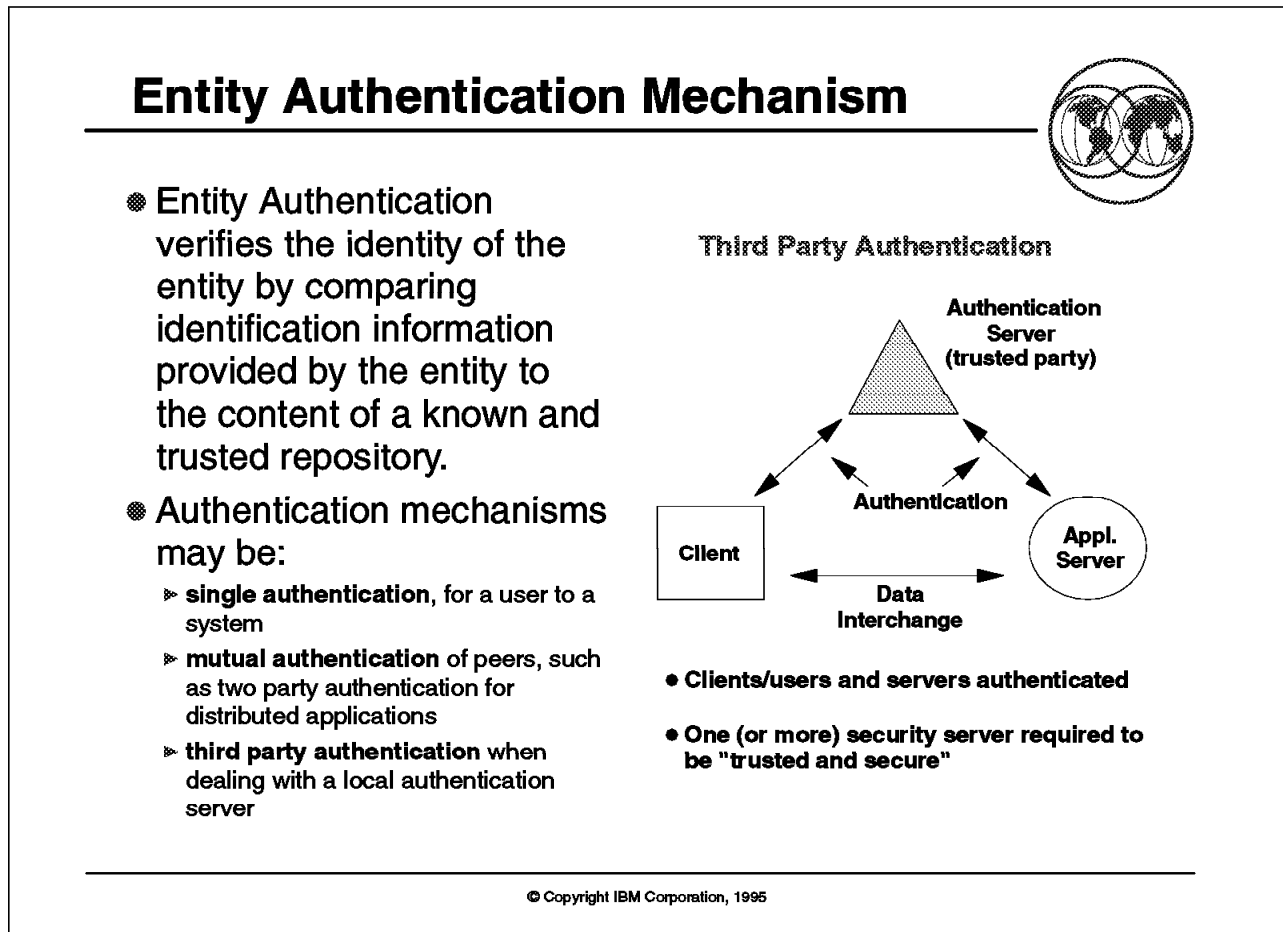 Entity Authentication Mechanism
Entity Authentication
verifies the identity of the
entity by comparing
identification information
provided by the entity to
the content of a known and
trusted repository.
Authentication mechanisms
may be:
single authentication, for a user to a
system
mutual authentication of peers, such
as two party authentication for
distributed applications
third party authentication when
dealing with a local authentication
server
Third Party Authentication
Authentication
Server
(trusted party)
Authentication
Client
Appl.
Server
Data
Interchange
Clients/users and servers authenticated
One (or more) security server required to
be "trusted and secure"
© Copyright IBM Corporation, 1995